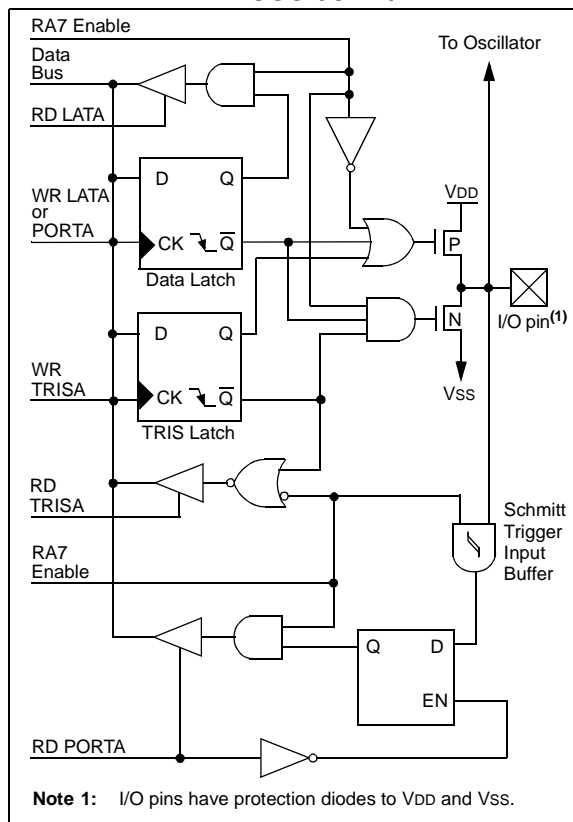 RA7 Enable
Data
Bus
To Oscillator
RD LATA
D Q
WR LATA
or
PORTA
CK Q
Data Latch
VDD
P
D Q
N
I/O pin(1)
WR
TRISA
CK Q
TRIS Latch
VSS
RD
TRISA
Schmitt
Trigger
Input
Buffer
RA7
Enable
Q D
EN
RD PORTA
Note 1: I/O pins have protection diodes to VDD and VSS.